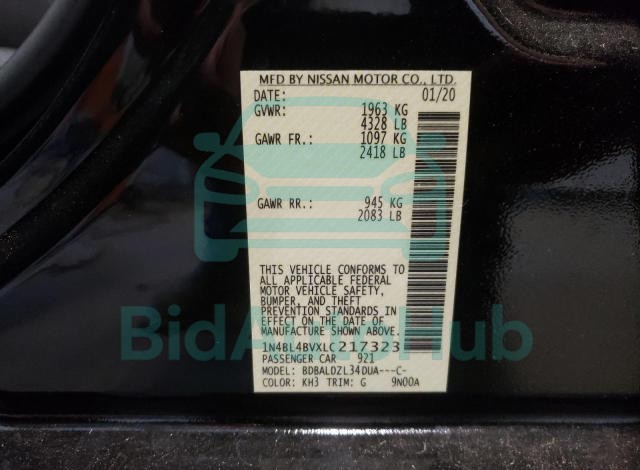 MFD BY NISSAN MOTOR CO., LTD.
DATE: 01/20
GVWR: 1963 KG
4328 LB
GAWR FR.: 1097 KG
2418 LB
GAWR RR.: 945 KG
2083 LB
THIS VEHICLE CONFORMS TO
ALL APPLICABLE FEDERAL
MOTOR VEHICLE SAFETY,
BUMPER, AND THEFT
PREVENTION STANDARDS IN
EFFECT ON THE DATE OF
MANUFACTURE SHOWN ABOVE.
BidAutoHub
1N4BL4BVXLC217323
PASSENGER CAR 921
MODEL: BDBALDZL34DUA---C-
COLOR: KH3 TRIM: G 9N00A